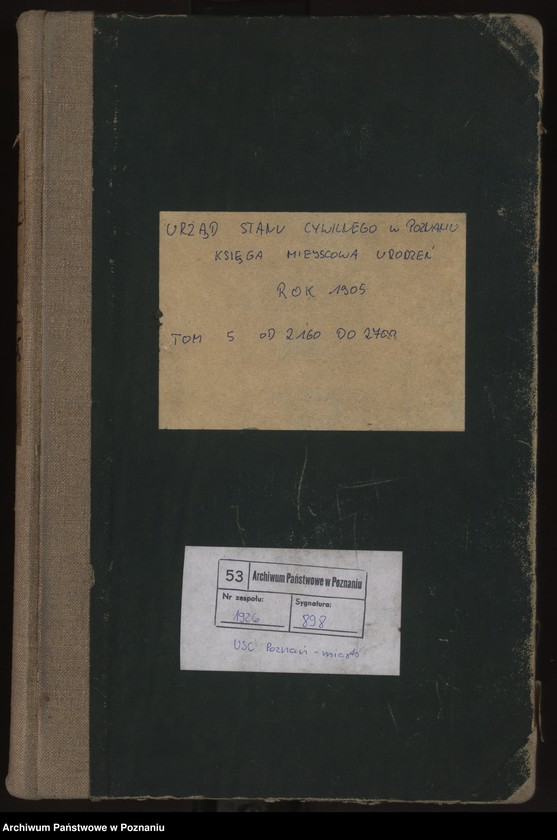 URZĄD STANU CYWILNEGO W POZNANIU
KSIĘGA MIEJSCOWA URODZEŃ
ROK 1905
TOM 5 OD 2160 DO
53 Archiwum Państwowe w Poznaniu
Nr zespołu: Sygnatura:
1926 898
USC Poznań - miasto
Archiwum Państwowe w Poznaniu